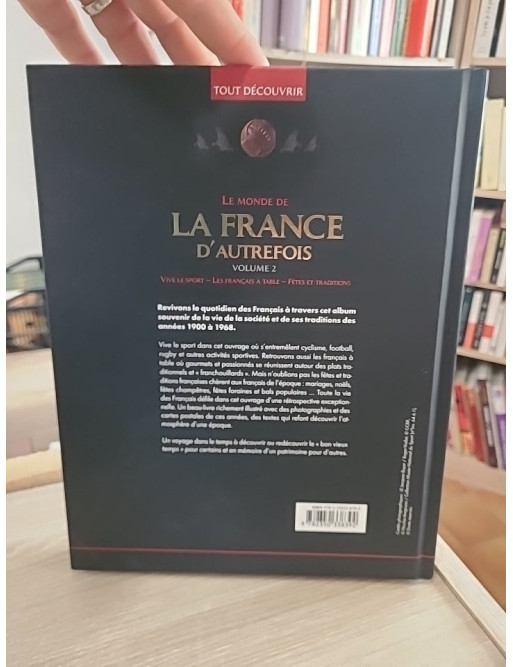 TOUT DÉCOUVRIR
LE MONDE DE
LA FRANCE
D'AUTREFOIS
VOLUME 2
VIVE LE SPORT – LES FRANÇAIS À TABLE – FÊTES ET TRADITIONS
Revivons le quotidien des Français à travers cet album
souvenir de la vie de la société et de ses traditions des
années 1900 à 1968.
Vive le sport dans cet ouvrage où s'entremêlent cyclisme, football,
rugby et autres activités sportives. Retrouvons aussi les français à
table où gourmets et passionnés se réunissent autour des plats tra-
ditionnels et « franchouillards ». Mais n'oublions pas les fêtes et tra-
ditions françaises chèrent aux français de l'époque : mariages, noëls,
fêtes champêtres, fêtes foraines et bals populaires ... Toute la vie
des Français défile dans cet ouvrage d'une rétrospective exception-
nelle. Un beau-livre richement illustré avec des photographies et des
cartes postales de ces années, des textes qui refont découvrir l'at-
mosphère d'une époque.
Un voyage dans le temps à découvrir ou redécouvrir le « bon vieux
temps » pour certains et en mémoire d'un patrimoine pour d'autres.